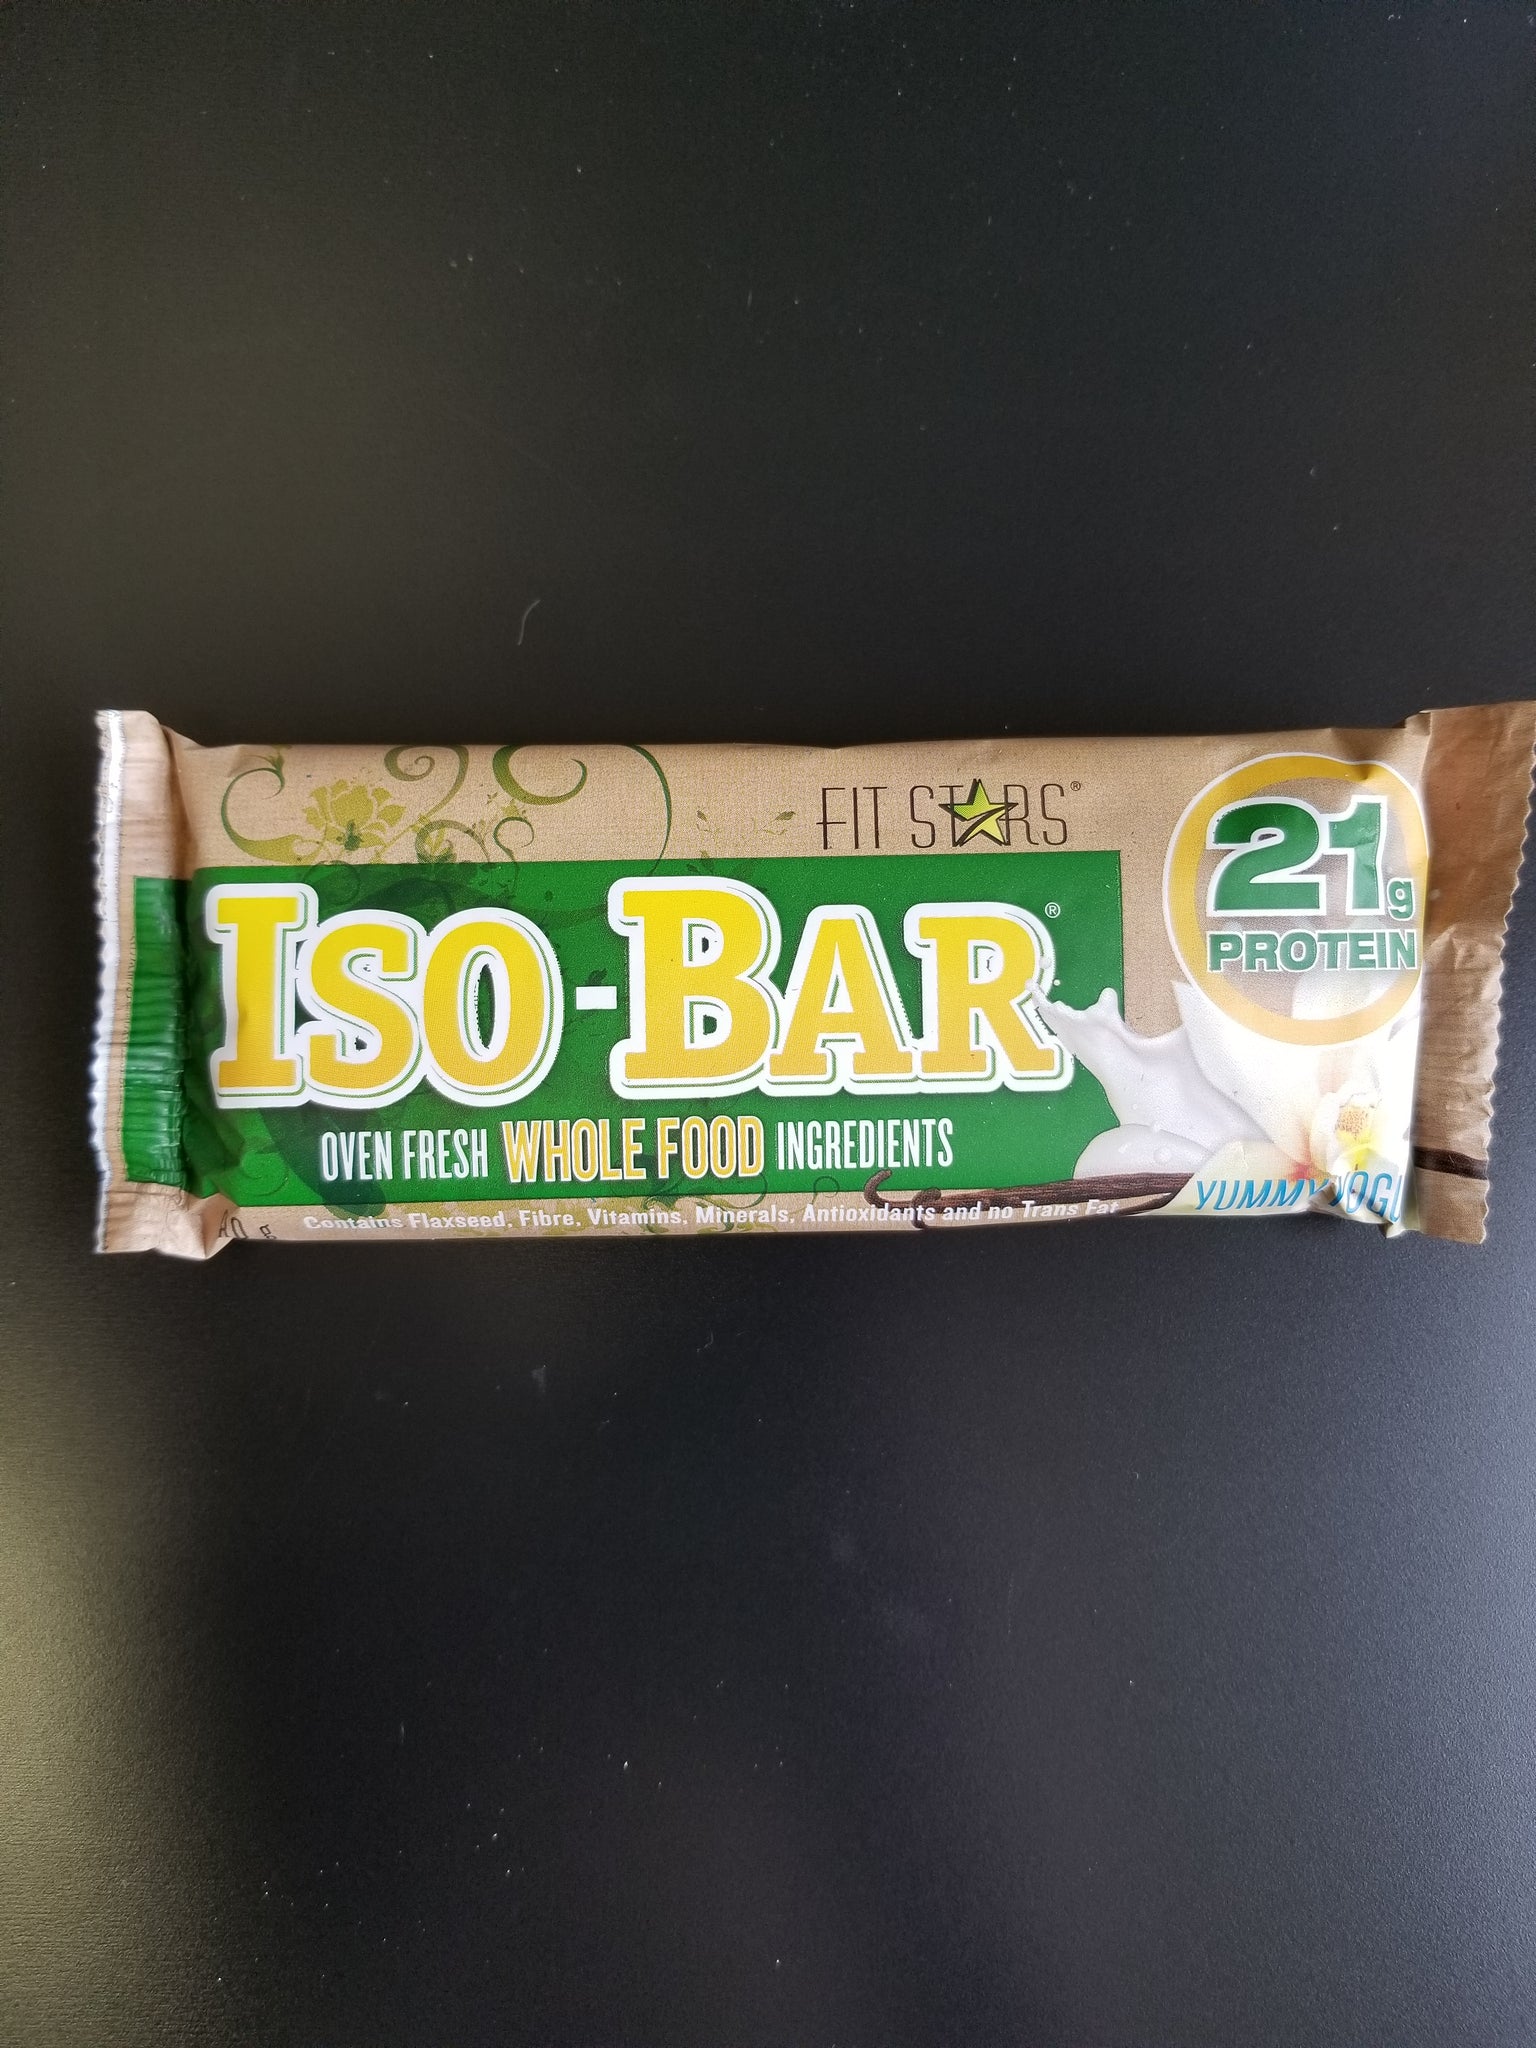 FIT STARS®
21g
PROTEIN
ISO-BAR®
OVEN FRESH WHOLE FOOD INGREDIENTS
YUMMY
Contains Flaxseed, Fibre, Vitamins, Minerals, Antioxidants and no Trans Fat